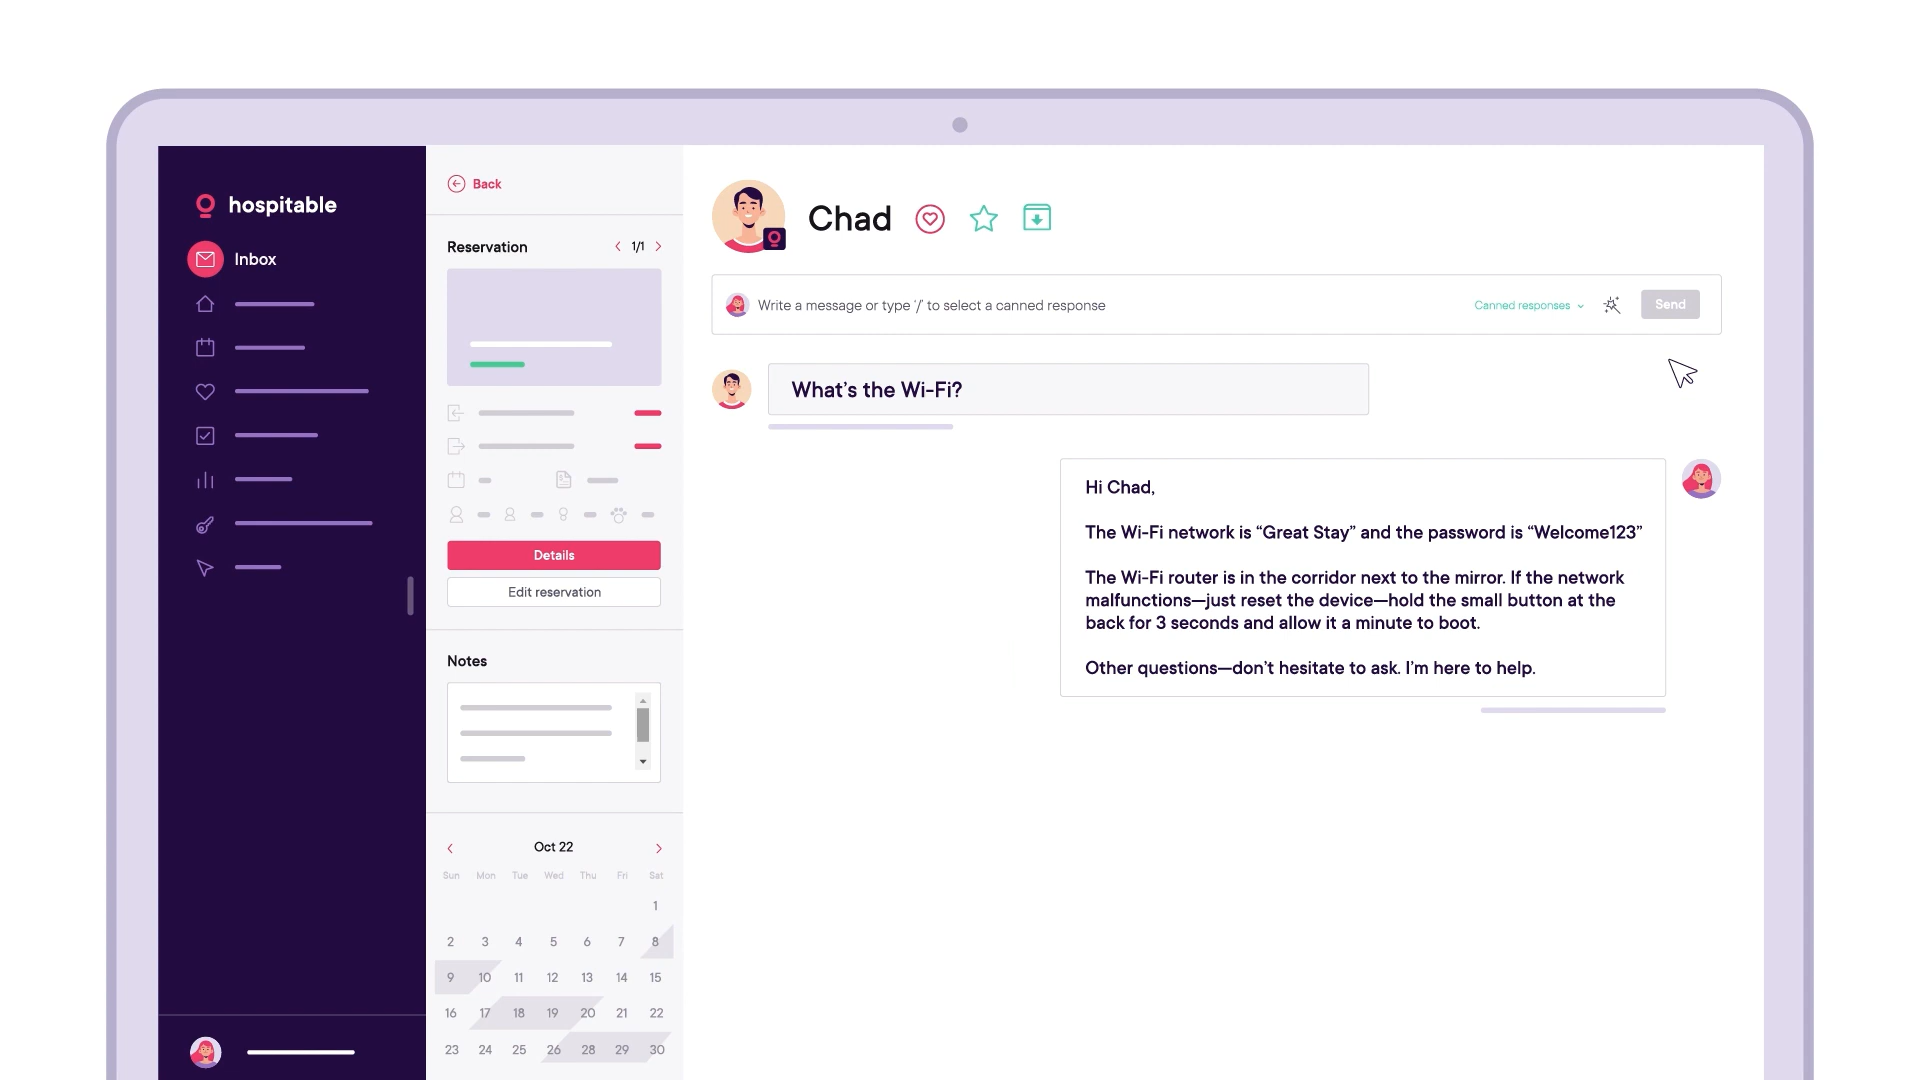 hospitable
Inbox
Back
Reservation
1/1
Details
Edit reservation
Notes
Oct 22
Sun Mon Tue Wed Thu Fri Sat
1
2 3 4 5 6 7 8
9 10 11 12 13 14 15
16 17 18 19 20 21 22
23 24 25 26 28 29 30
Chad
Write a message or type '/' to select a canned response
Canned responses
Send
What's the Wi-Fi?
Hi Chad,
The Wi-Fi network is “Great Stay” and the password is “Welcome123”
The Wi-Fi router is in the corridor next to the mirror. If the network
malfunctions—just reset the device—hold the small button at the
back for 3 seconds and allow it a minute to boot.
Other questions—don't hesitate to ask. I'm here to help.